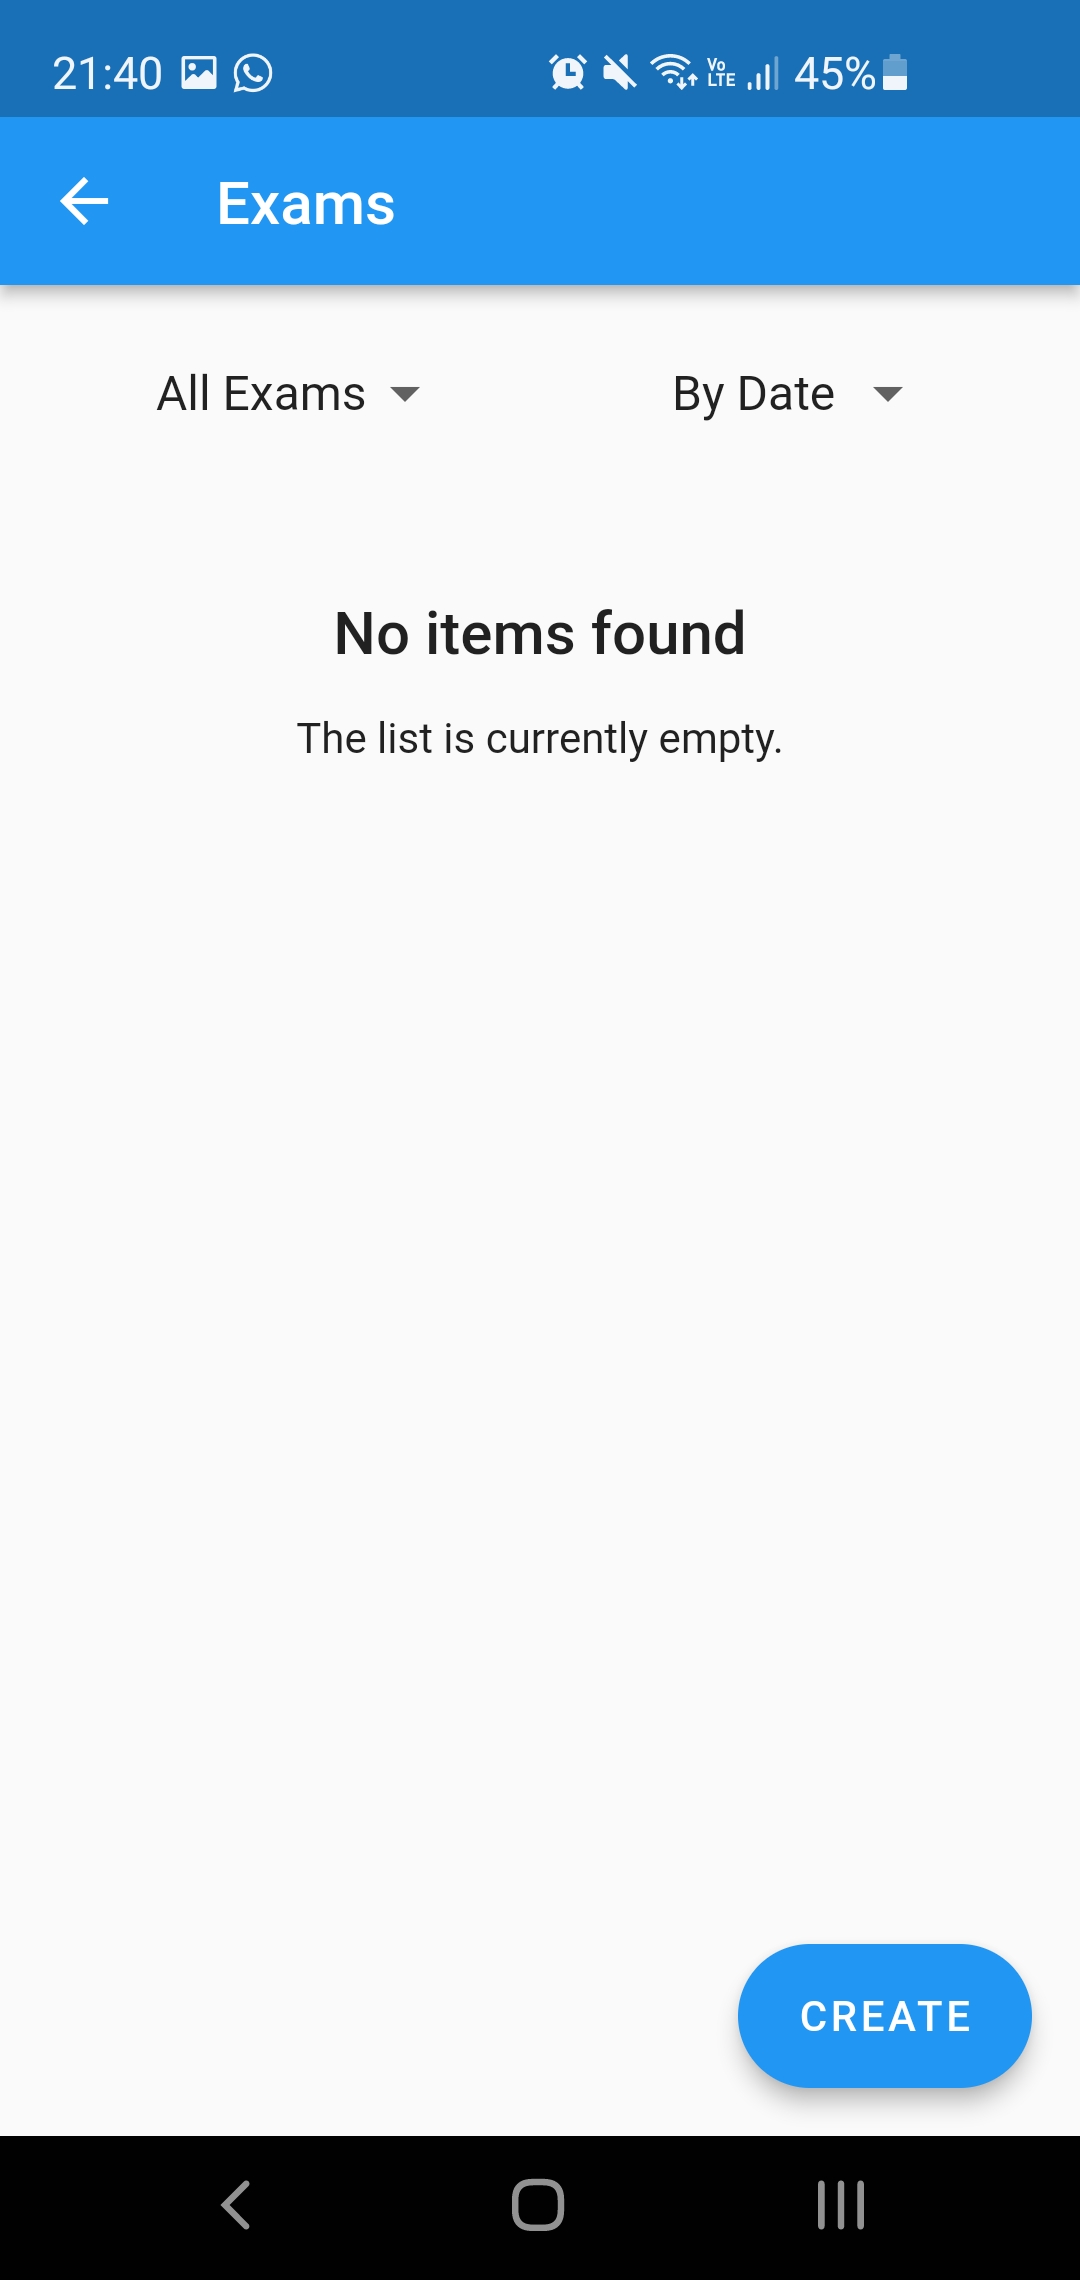 21:40 Vo LTE 45%
Exams
All Exams By Date
No items found
The list is currently empty.
CREATE